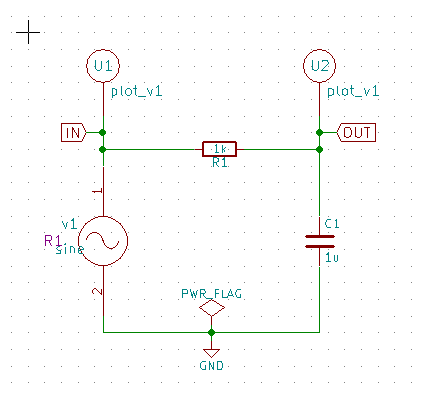 U1
U2
plot_v1
plot_v1
IN
OUT
1k
R1
1
v1
C1
R1
sine
1u
2
PWR_FLAG
GND